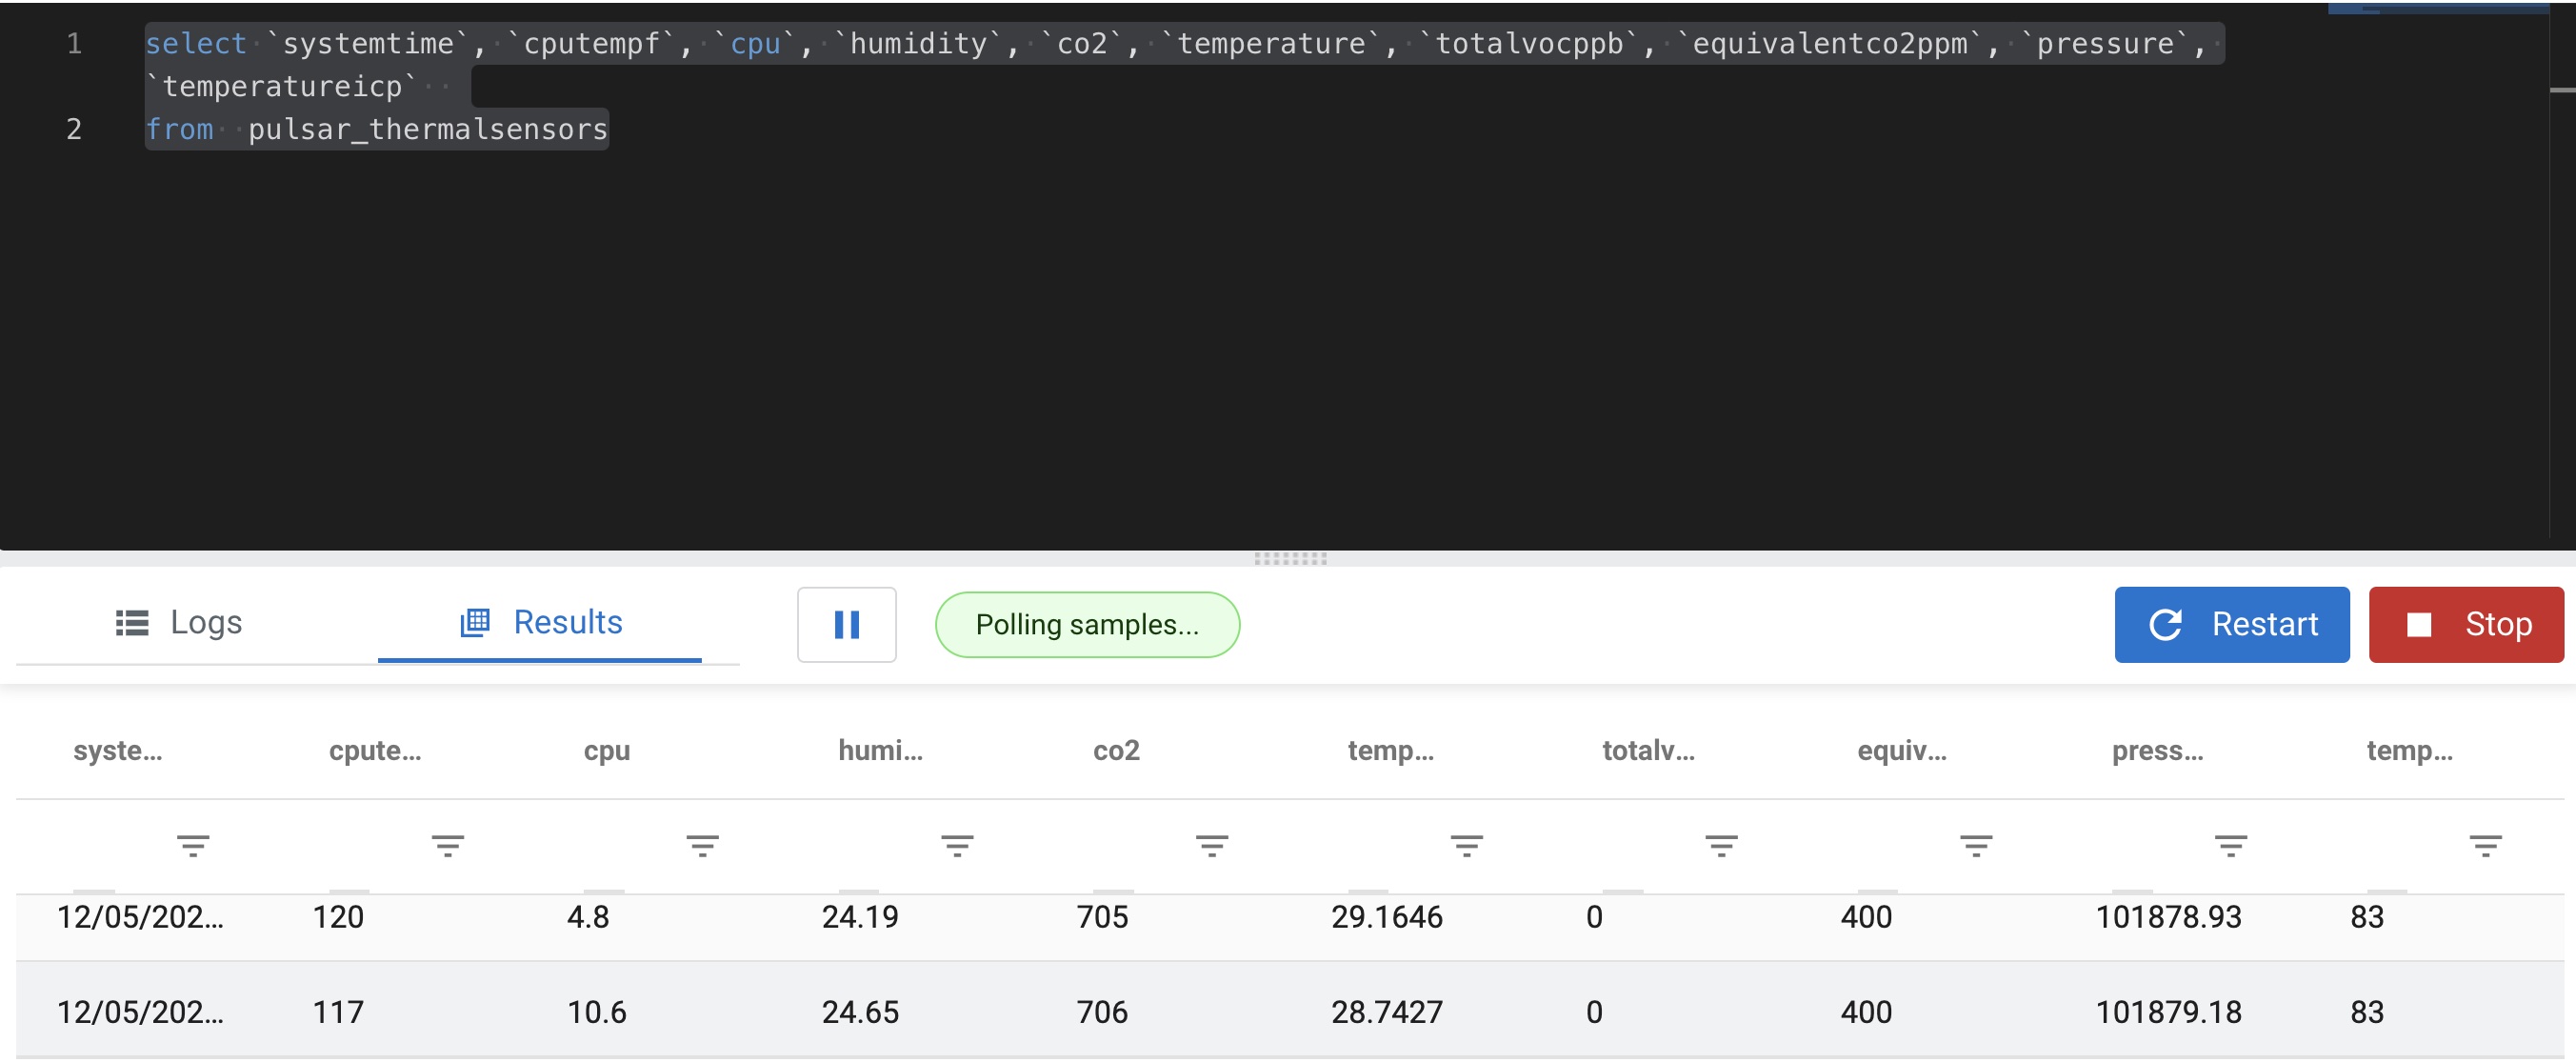 1 select `systemtime`, `cputempf`, `cpu`, `humidity`, `co2`, `temperature`, `totalvocppb`, `equivalentco2ppm`, `pressure`,
`temperatureicp`
2 from pulsar_thermalsensors
Logs Results Polling samples... Restart Stop
syste... cpute... cpu humi... co2 temp... totalv... equiv... press... temp...
12/05/202... 120 4.8 24.19 705 29.1646 0 400 101878.93 83
12/05/202... 117 10.6 24.65 706 28.7427 0 400 101879.18 83